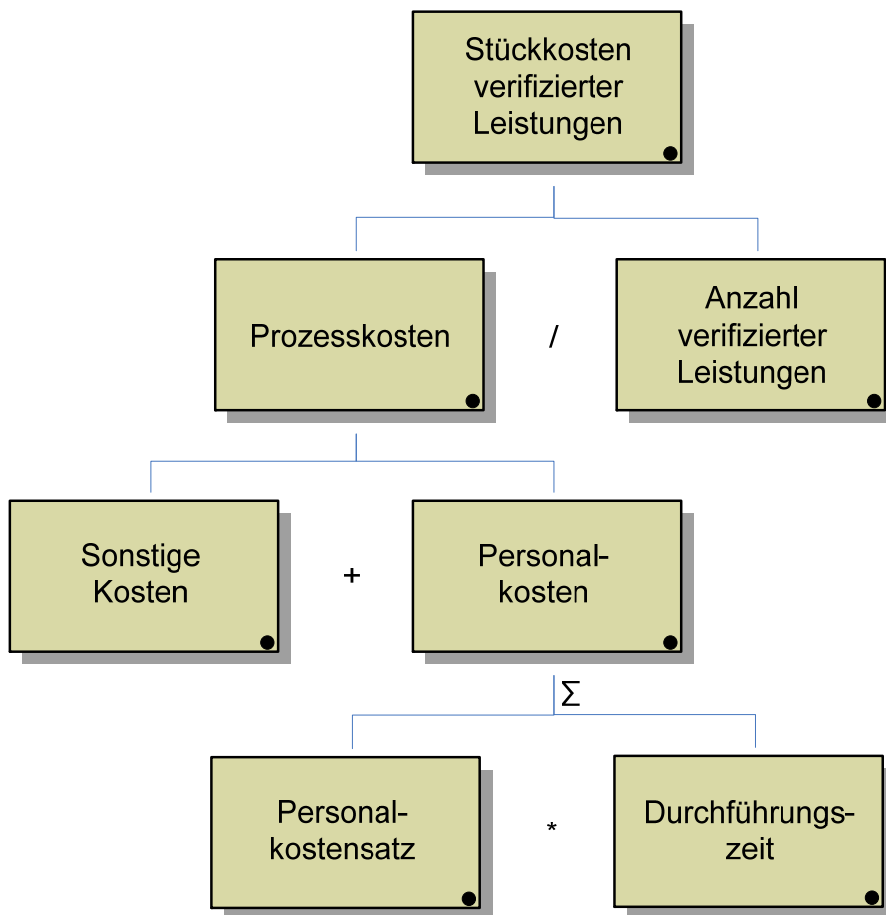 Stückkosten
verifizierter
Leistungen
Prozesskosten
/
Anzahl
verifizierter
Leistungen
Sonstige
Kosten
+
Personal-
kosten
∑
Personal-
kostensatz
*
Durchführungs-
zeit